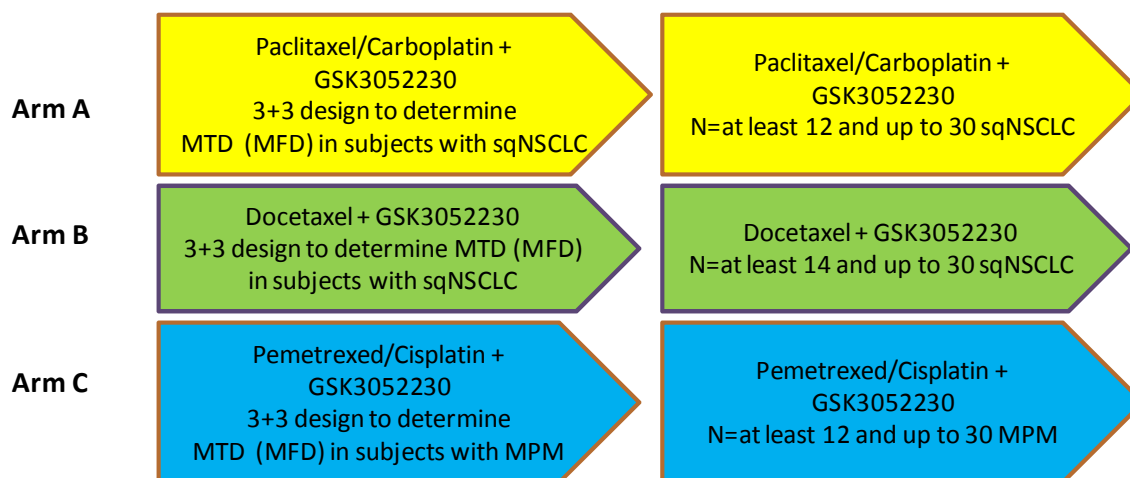 Arm A
Paclitaxel/Carboplatin +
GSK3052230
3+3 design to determine
MTD (MFD) in subjects with sqNSCLC
Paclitaxel/Carboplatin +
GSK3052230
N=at least 12 and up to 30 sqNSCLC
Arm B
Docetaxel + GSK3052230
3+3 design to determine MTD (MFD)
in subjects with sqNSCLC
Docetaxel + GSK3052230
N=at least 14 and up to 30 sqNSCLC
Arm C
Pemetrexed/Cisplatin +
GSK3052230
3+3 design to determine
MTD (MFD) in subjects with MPM
Pemetrexed/Cisplatin +
GSK3052230
N=at least 12 and up to 30 MPM